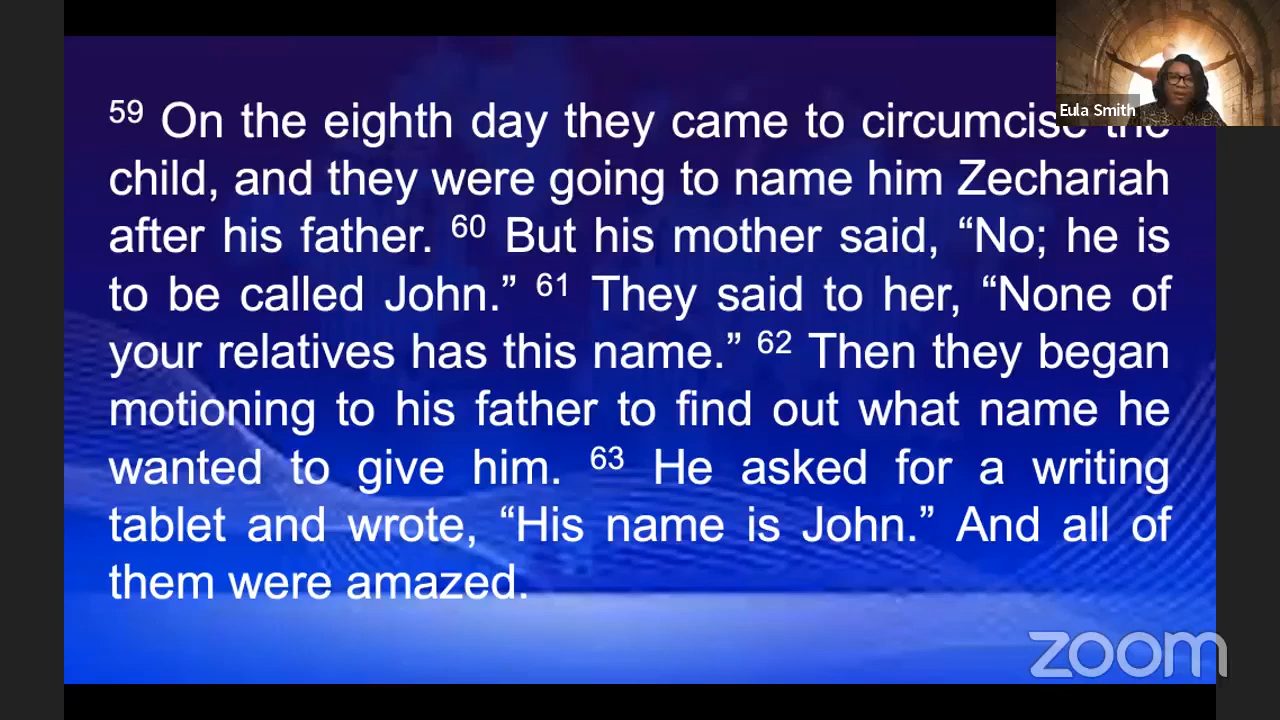 59 On the eighth day they came to circumcise the
child, and they were going to name him Zechariah
after his father. 60 But his mother said, “No; he is
to be called John.” 61 They said to her, “None of
your relatives has this name.” 62 Then they began
motioning to his father to find out what name he
wanted to give him. 63 He asked for a writing
tablet and wrote, “His name is John.” And all of
them were amazed.
Eula Smith
zoom